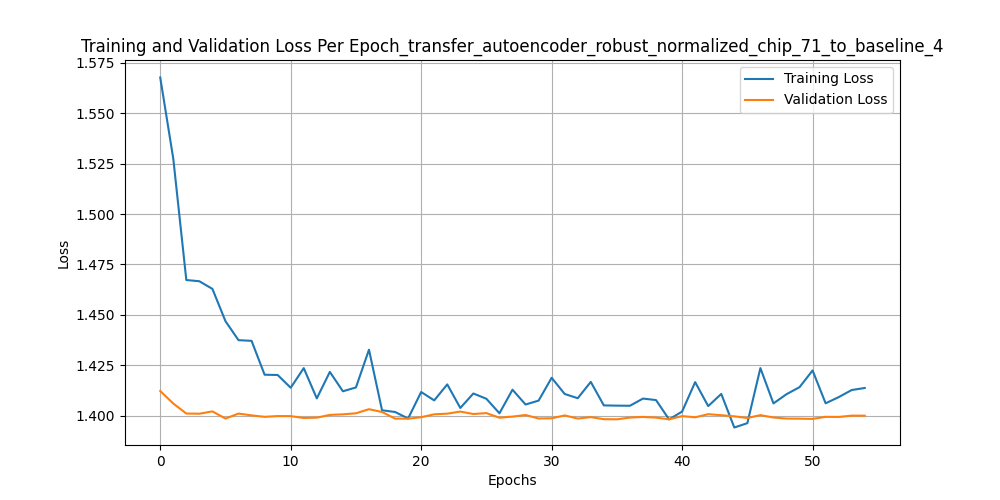 Training and Validation Loss Per Epoch_transfer_autoencoder_robust_normalized_chip_71_to_baseline_4
Training Loss
Validation Loss
Loss
1.575
1.550
1.525
1.500
1.475
1.450
1.425
1.400
0 10 20 30 40 50
Epochs